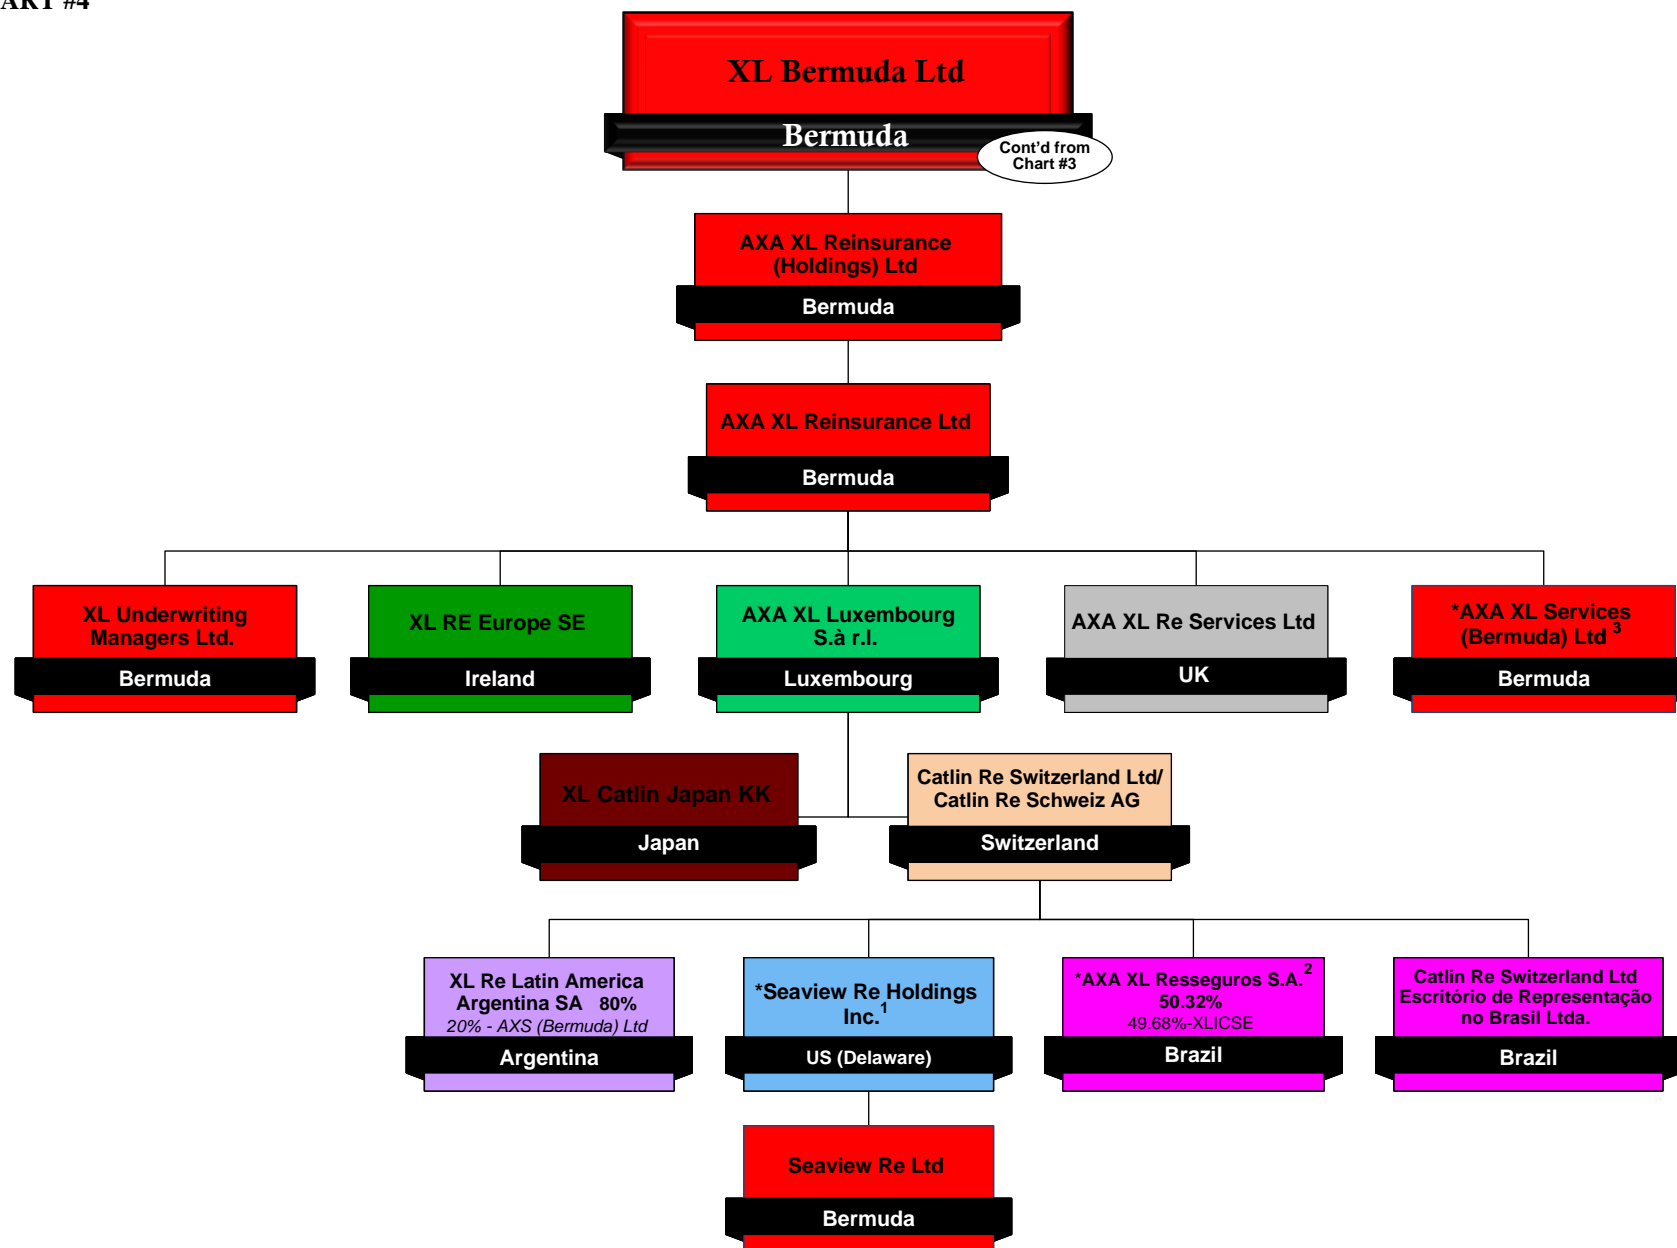 ART #4
XL Bermuda Ltd
Bermuda
Cont'd from
Chart #3
AXA XL Reinsurance
(Holdings) Ltd
Bermuda
AXA XL Reinsurance Ltd
Bermuda
XL Underwriting
Managers Ltd.
Bermuda
XL RE Europe SE
Ireland
AXA XL Luxembourg
S.à r.l.
Luxembourg
AXA XL Re Services Ltd
UK
*AXA XL Services
(Bermuda) Ltd 3
Bermuda
XL Catlin Japan KK
Japan
Catlin Re Switzerland Ltd/
Catlin Re Schweiz AG
Switzerland
XL Re Latin America
Argentina SA 80%
20% - AXS (Bermuda) Ltd
Argentina
*Seaview Re Holdings
Inc.1
US (Delaware)
*AXA XL Resseguros S.A.2
50.32%
49.68%-XLICSE
Brazil
Catlin Re Switzerland Ltd
Escritório de Representação
no Brasil Ltda.
Brazil
Seaview Re Ltd
Bermuda